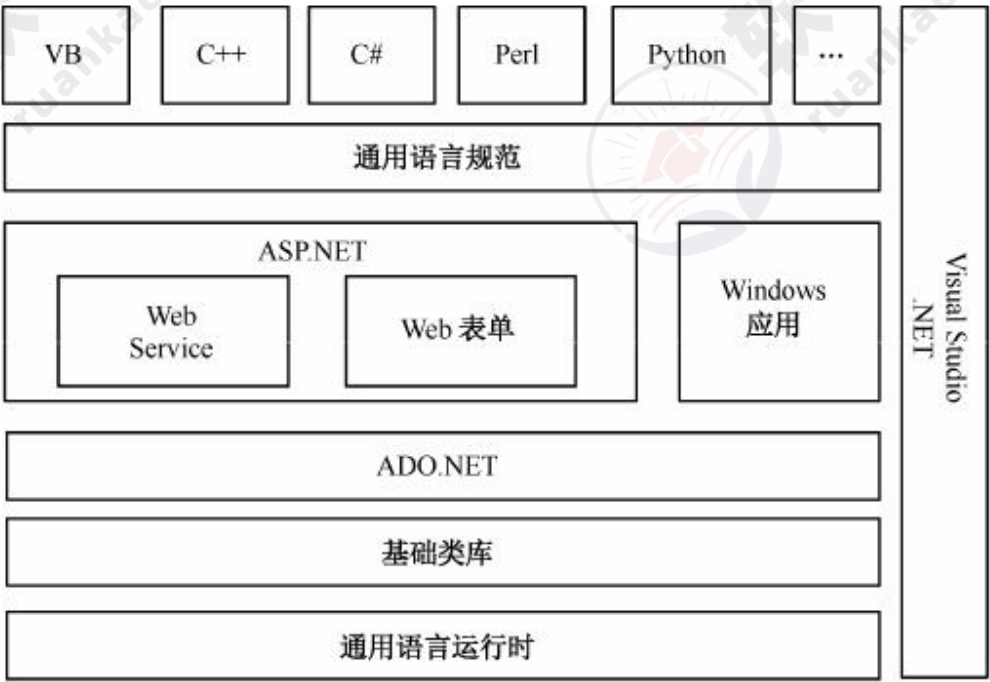 VB
C++
C#
Perl
Python
...
通用语言规范
ASP.NET
Web
Service
Web 表单
Windows
应用
ADO.NET
基础类库
通用语言运行时
Visual Studio
.NET